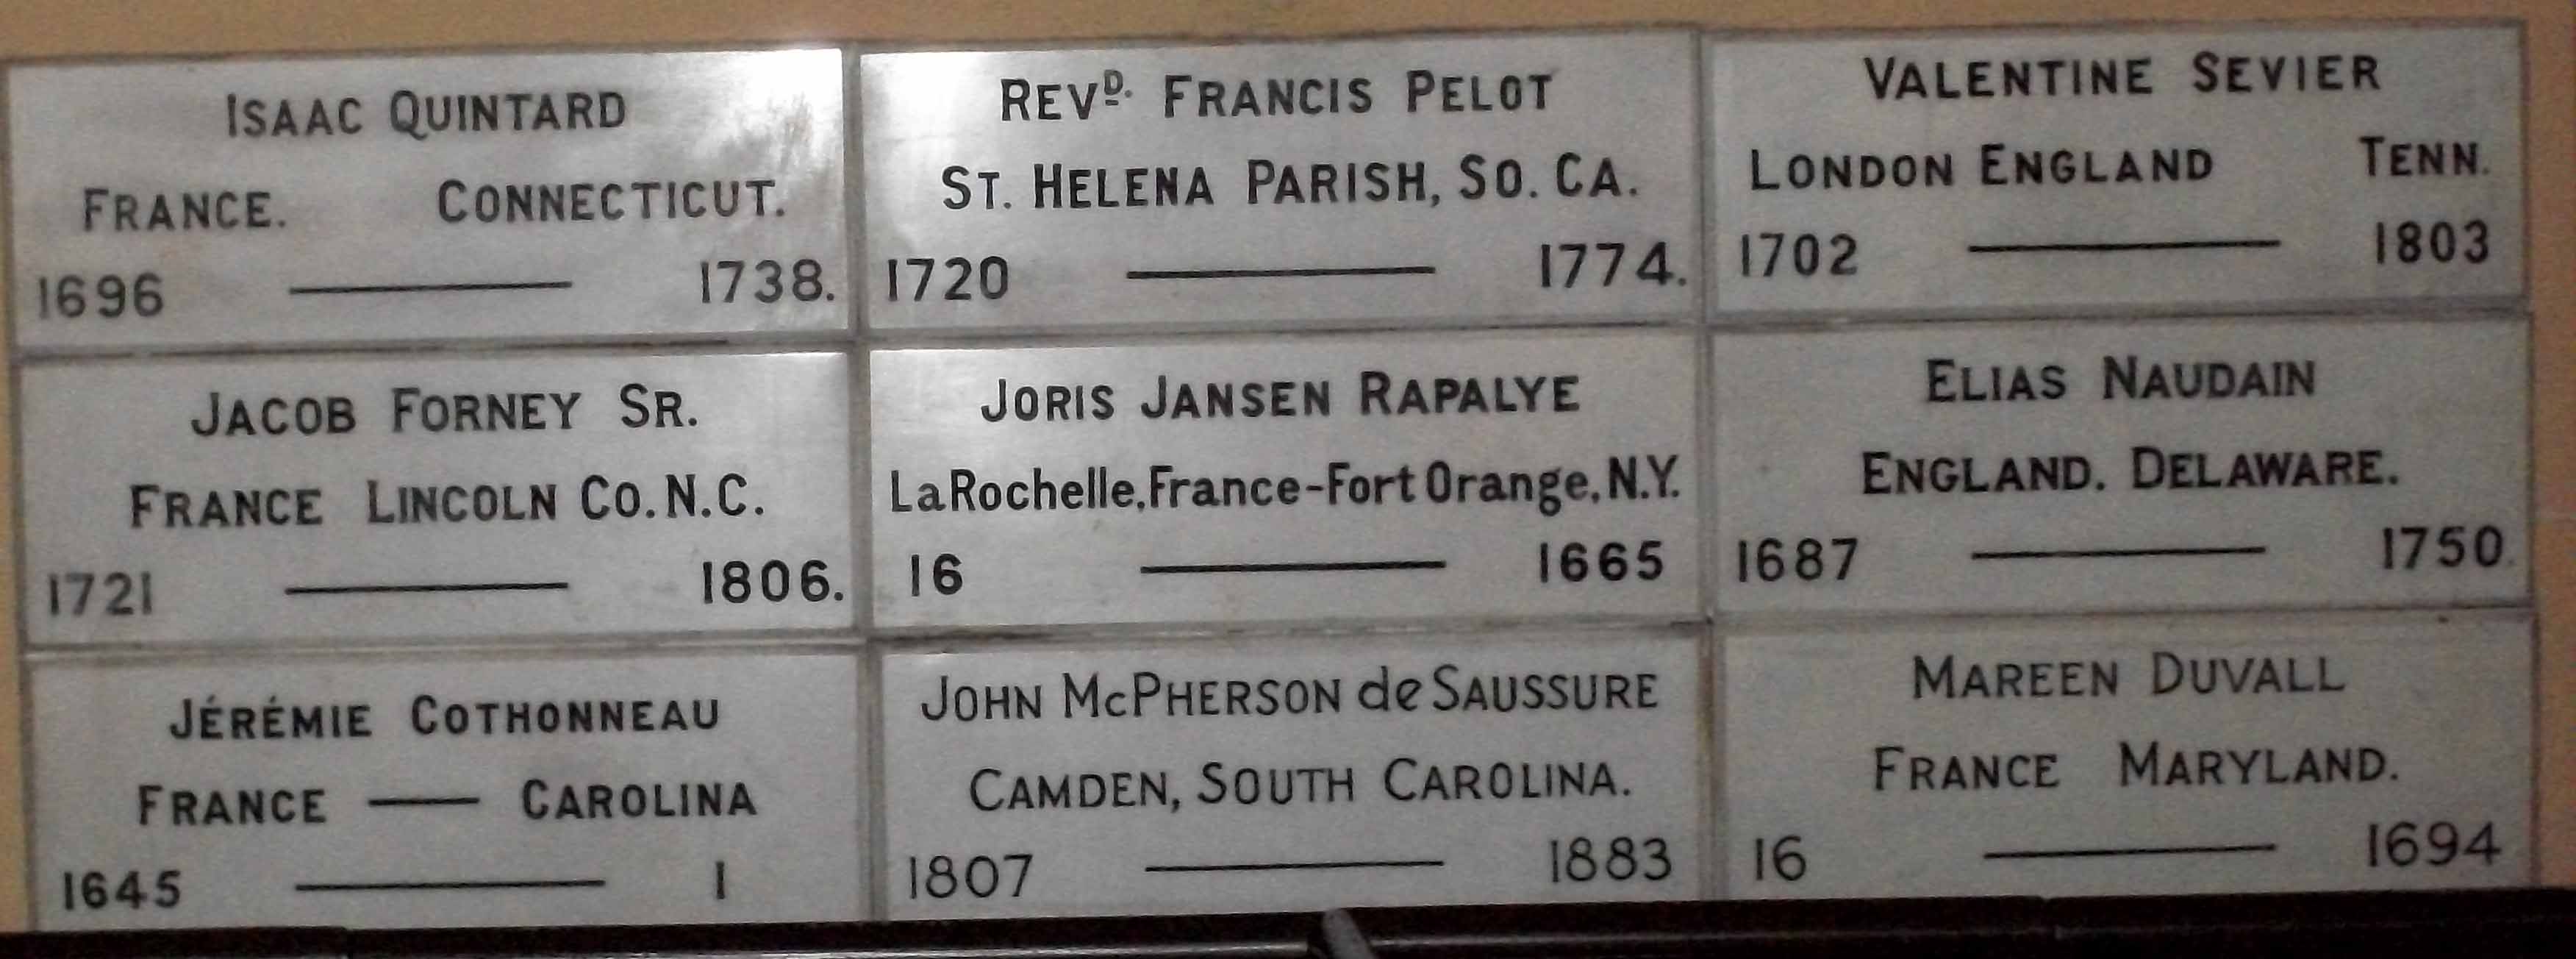 ISAAC QUINTARD
FRANCE. CONNECTICUT.
1696 —— 1738.
REVD. FRANCIS PELOT
ST. HELENA PARISH, SO. CA.
1720 —— 1774.
VALENTINE SEVIER
LONDON ENGLAND TENN.
1702 —— 1803
JACOB FORNEY SR.
FRANCE LINCOLN CO. N.C.
1721 —— 1806.
JORIS JANSEN RAPALYE
LaRochelle, France-Fort Orange, N.Y.
16 —— 1665
ELIAS NAUDAIN
ENGLAND. DELAWARE.
1687 —— 1750.
JÉRÉMIE COTHONNEAU
FRANCE —— CAROLINA
1645 —— 1
JOHN McPHERSON de SAUSSURE
CAMDEN, SOUTH CAROLINA.
1807 —— 1883
MAREEN DUVALL
FRANCE MARYLAND.
16 —— 1694